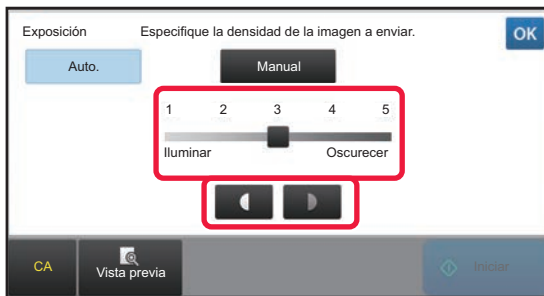 Exposición Especifique la densidad de la imagen a enviar. OK
Auto. Manual
1 2 3 4 5
Iluminar Oscurecer
CA Vista previa Iniciar